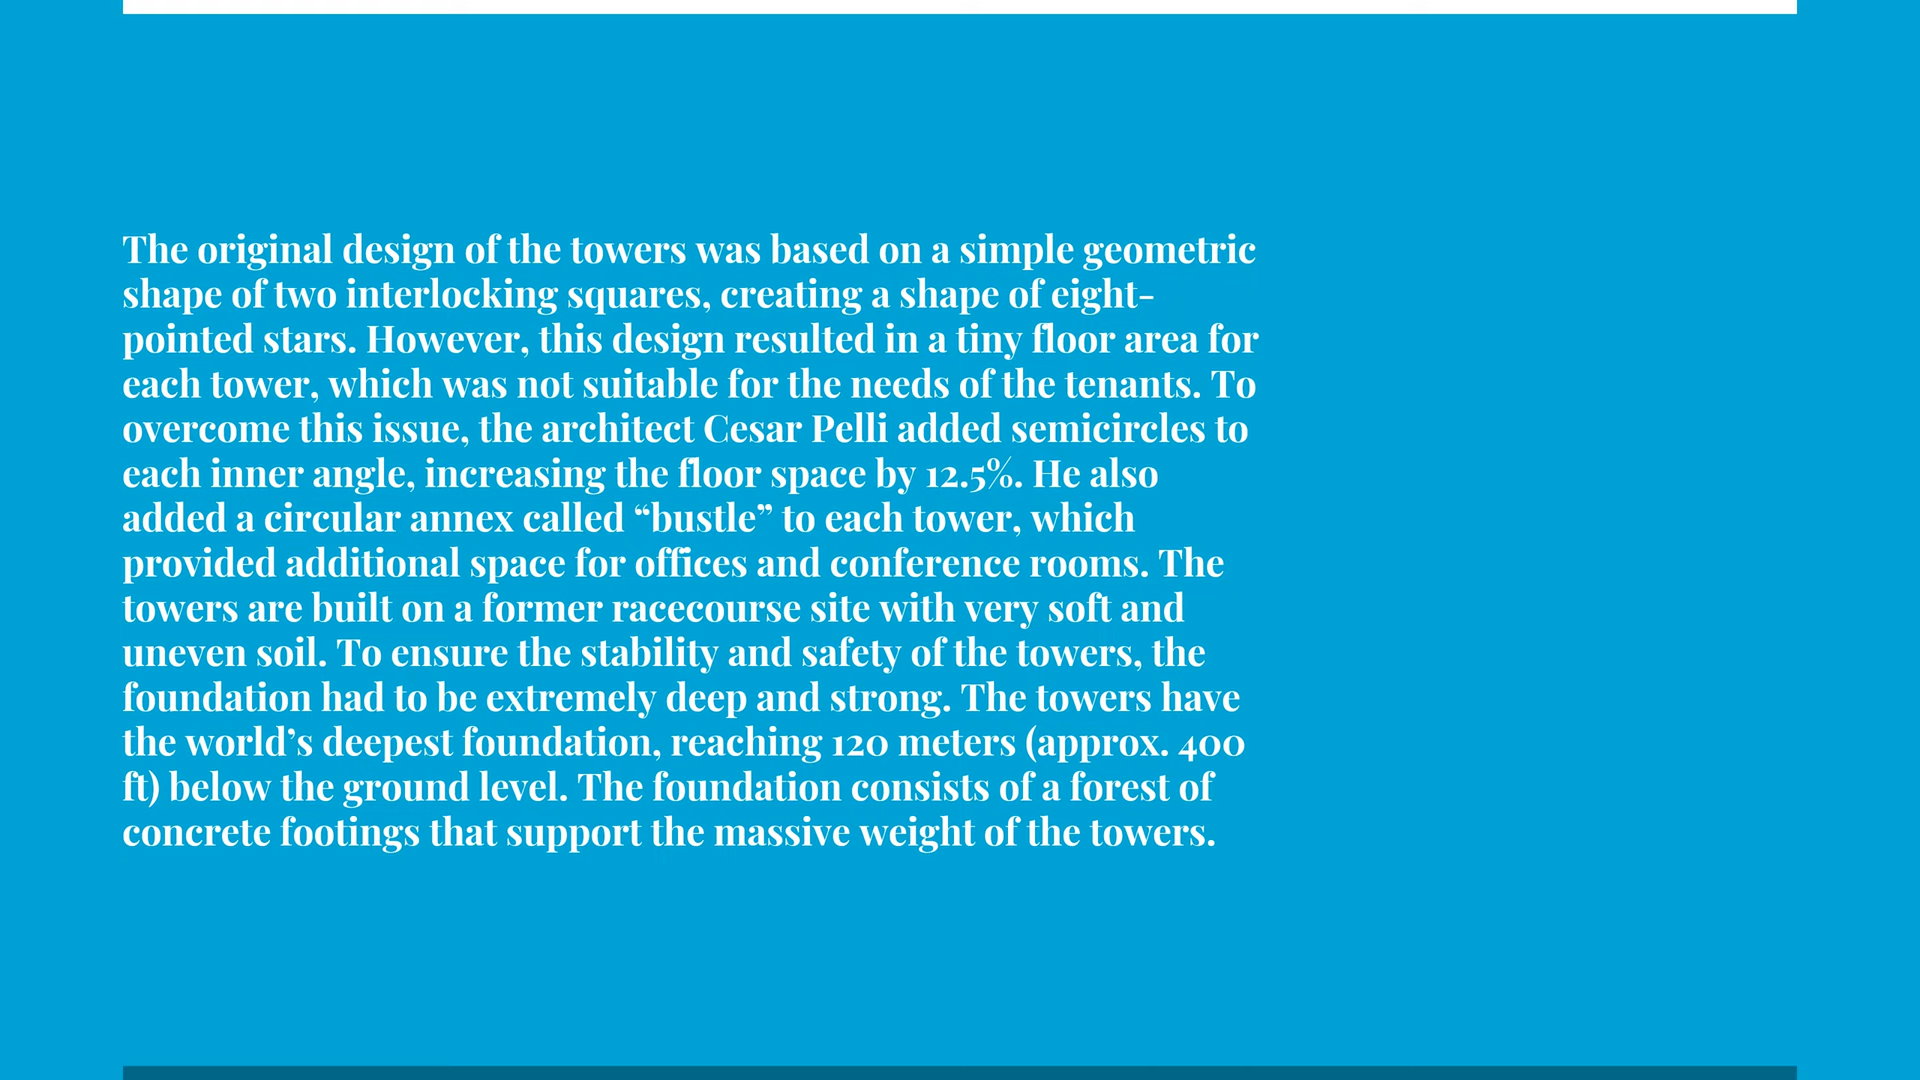 The original design of the towers was based on a simple geometric
shape of two interlocking squares, creating a shape of eight-
pointed stars. However, this design resulted in a tiny floor area for
each tower, which was not suitable for the needs of the tenants. To
overcome this issue, the architect Cesar Pelli added semicircles to
each inner angle, increasing the floor space by 12.5%. He also
added a circular annex called “bustle” to each tower, which
provided additional space for offices and conference rooms. The
towers are built on a former racecourse site with very soft and
uneven soil. To ensure the stability and safety of the towers, the
foundation had to be extremely deep and strong. The towers have
the world’s deepest foundation, reaching 120 meters (approx. 400
ft) below the ground level. The foundation consists of a forest of
concrete footings that support the massive weight of the towers.